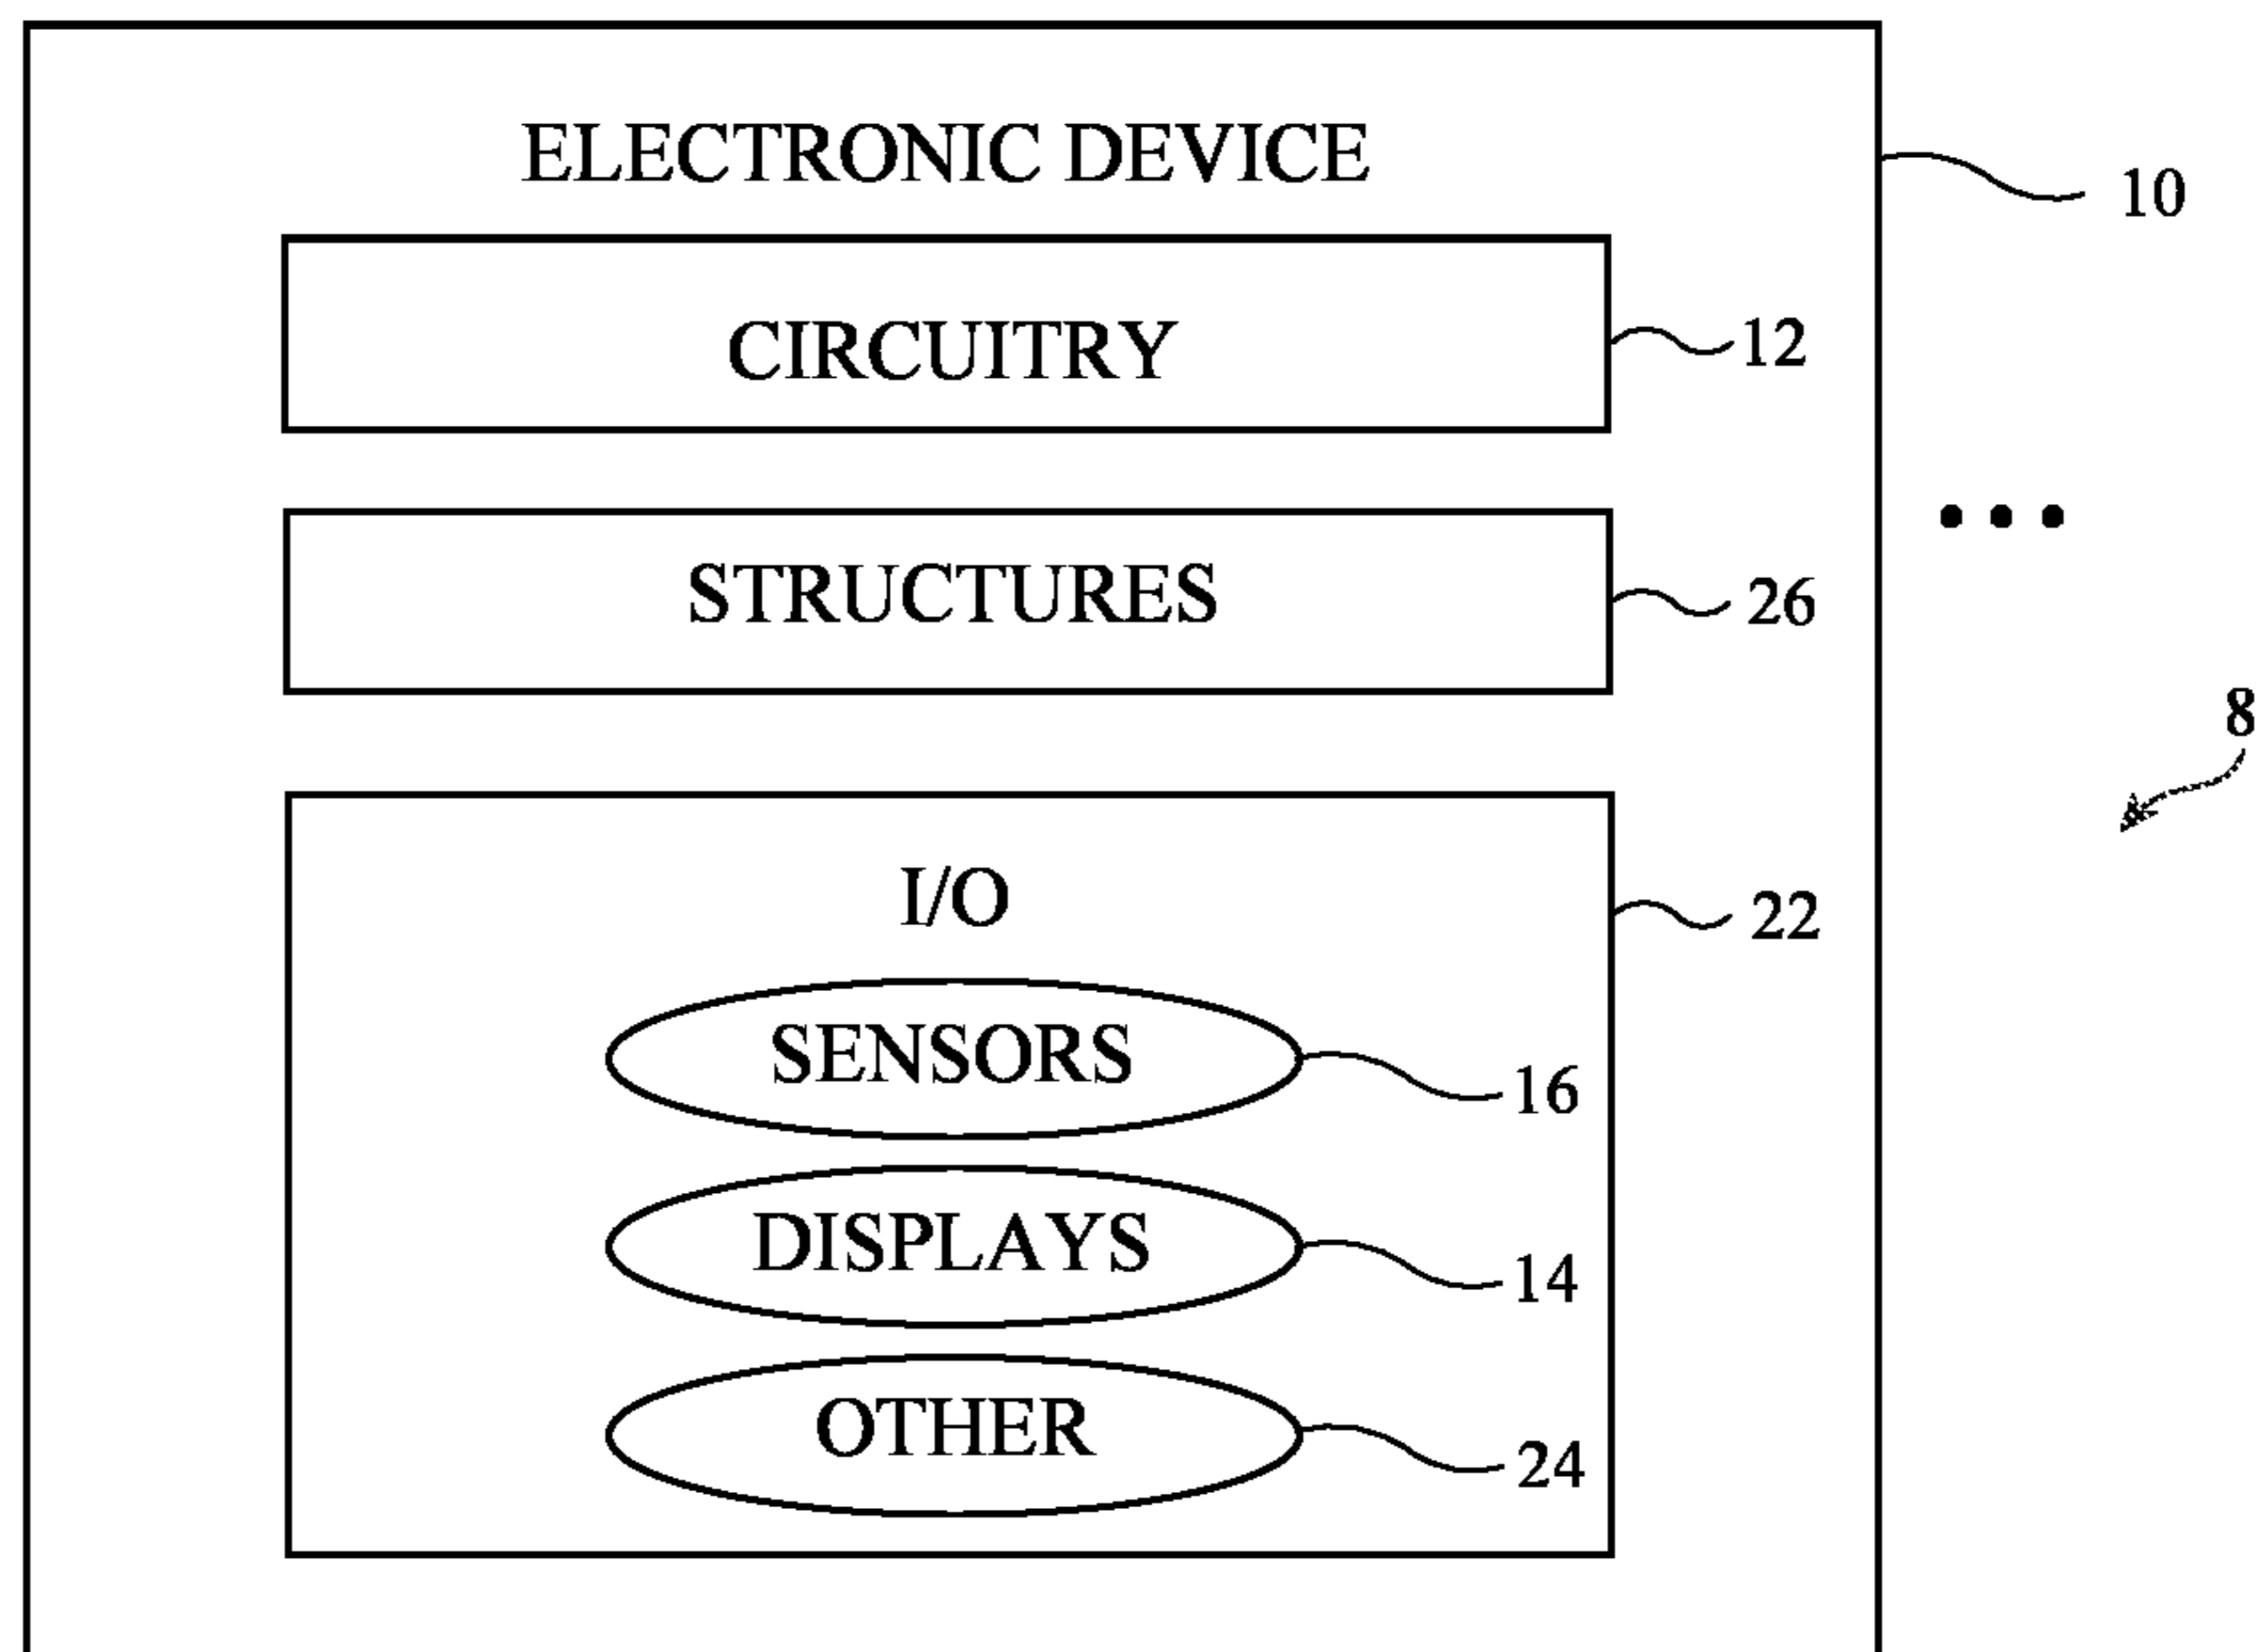 ELECTRONIC DEVICE
10
CIRCUITRY
12
STRUCTURES
26
8
I/O
22
SENSORS
16
DISPLAYS
14
OTHER
24